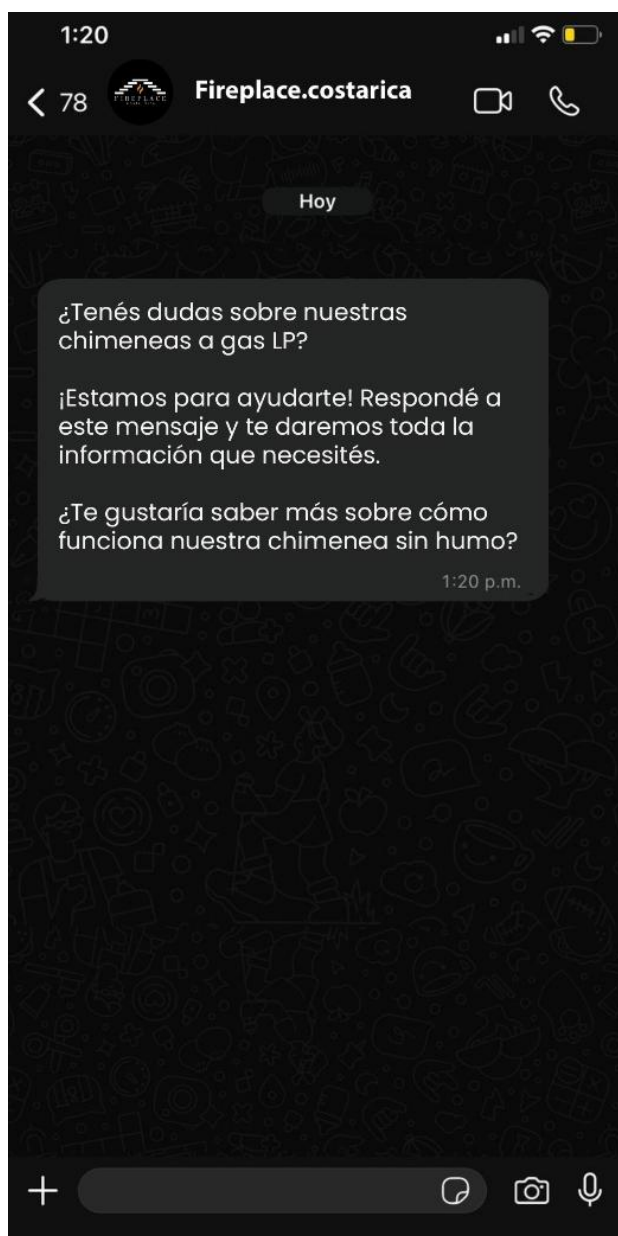 1:20
78
FIREPLACE
Fireplace.costarica
Hoy
¿Tenés dudas sobre nuestras
chimeneas a gas LP?
¡Estamos para ayudarte! Respondé a
este mensaje y te daremos toda la
información que necesités.
¿Te gustaría saber más sobre cómo
funciona nuestra chimenea sin humo?
1:20 p.m.